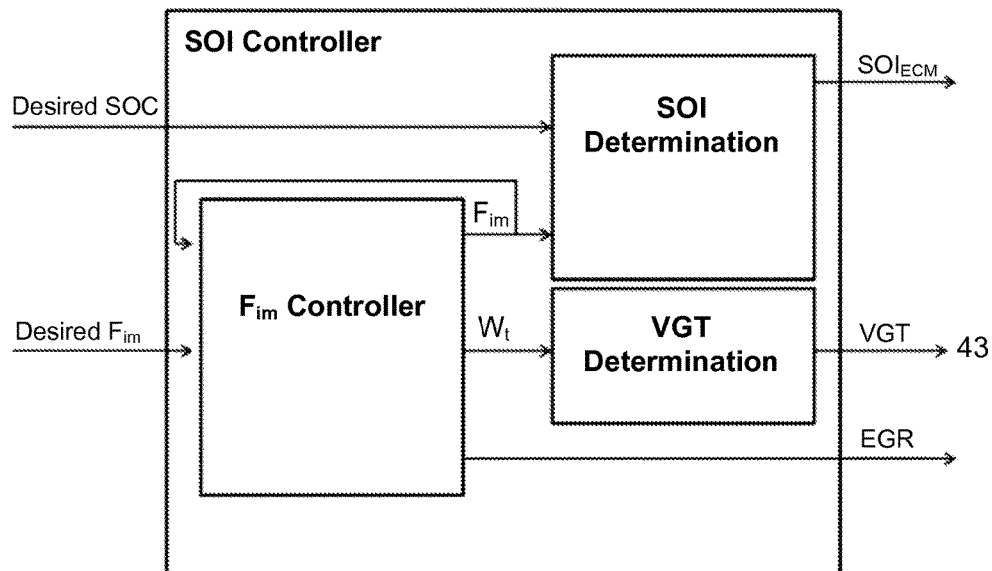 SOI Controller
SOI_ECM
Desired SOC
SOI
Determination
F_im
F_im Controller
Desired F_im
W_t
VGT
Determination
VGT
43
EGR